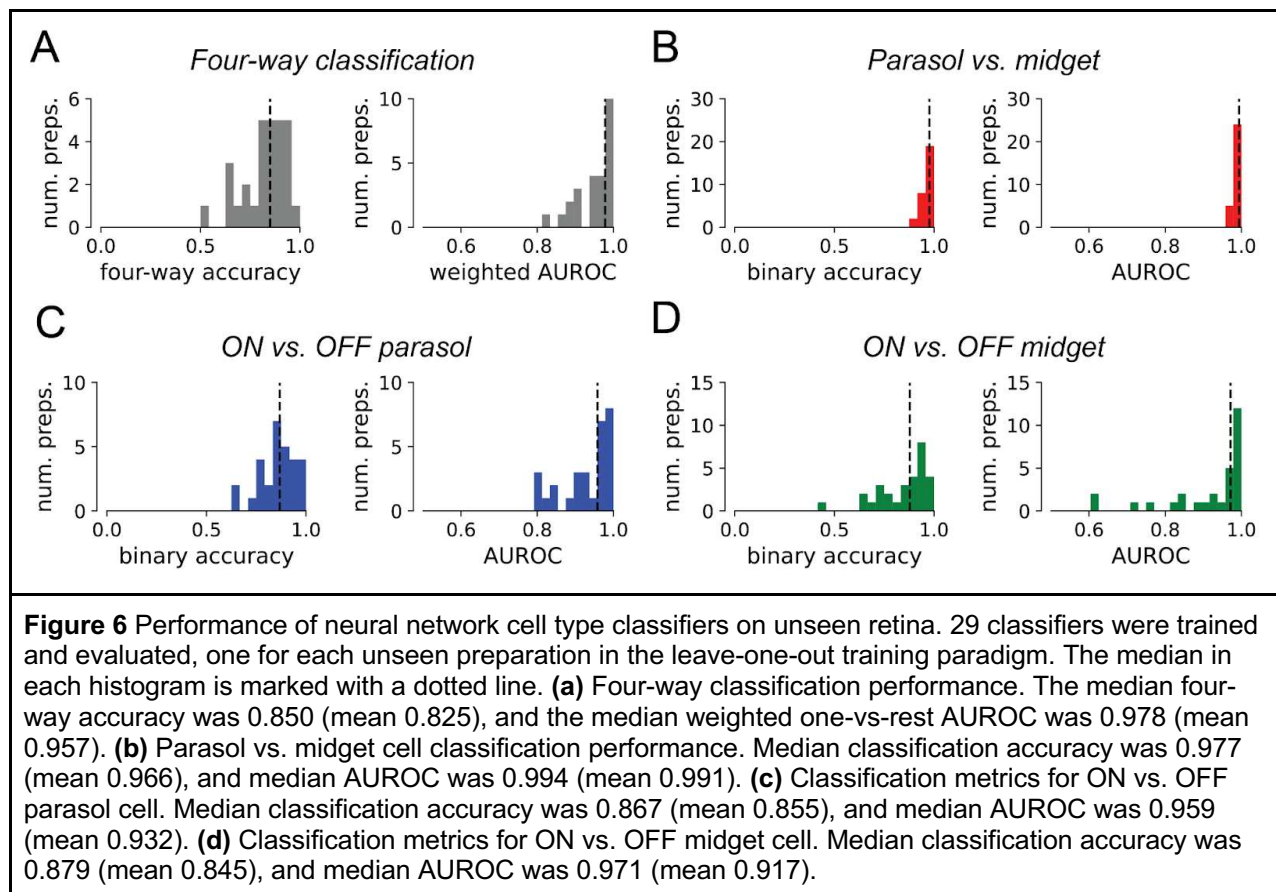 A
Four-way classification
num. preps.
6
4
2
0
0.0
0.5
1.0
four-way accuracy
num. preps.
10
5
0
0.6
0.8
1.0
weighted AUROC
B
Parasol vs. midget
num. preps.
30
20
10
0
0.0
0.5
1.0
binary accuracy
num. preps.
30
20
10
0
0.6
0.8
1.0
AUROC
C
ON vs. OFF parasol
num. preps.
10
5
0
0.0
0.5
1.0
binary accuracy
num. preps.
10
5
0
0.6
0.8
1.0
AUROC
D
ON vs. OFF midget
num. preps.
15
10
5
0
0.0
0.5
1.0
binary accuracy
num. preps.
15
10
5
0
0.6
0.8
1.0
AUROC
Figure 6 Performance of neural network cell type classifiers on unseen retina. 29 classifiers were trained
and evaluated, one for each unseen preparation in the leave-one-out training paradigm. The median in
each histogram is marked with a dotted line. (a) Four-way classification performance. The median four-
way accuracy was 0.850 (mean 0.825), and the median weighted one-vs-rest AUROC was 0.978 (mean
0.957). (b) Parasol vs. midget cell classification performance. Median classification accuracy was 0.977
(mean 0.966), and median AUROC was 0.994 (mean 0.991). (c) Classification metrics for ON vs. OFF
parasol cell. Median classification accuracy was 0.867 (mean 0.855), and median AUROC was 0.959
(mean 0.932). (d) Classification metrics for ON vs. OFF midget cell. Median classification accuracy was
0.879 (mean 0.845), and median AUROC was 0.971 (mean 0.917).